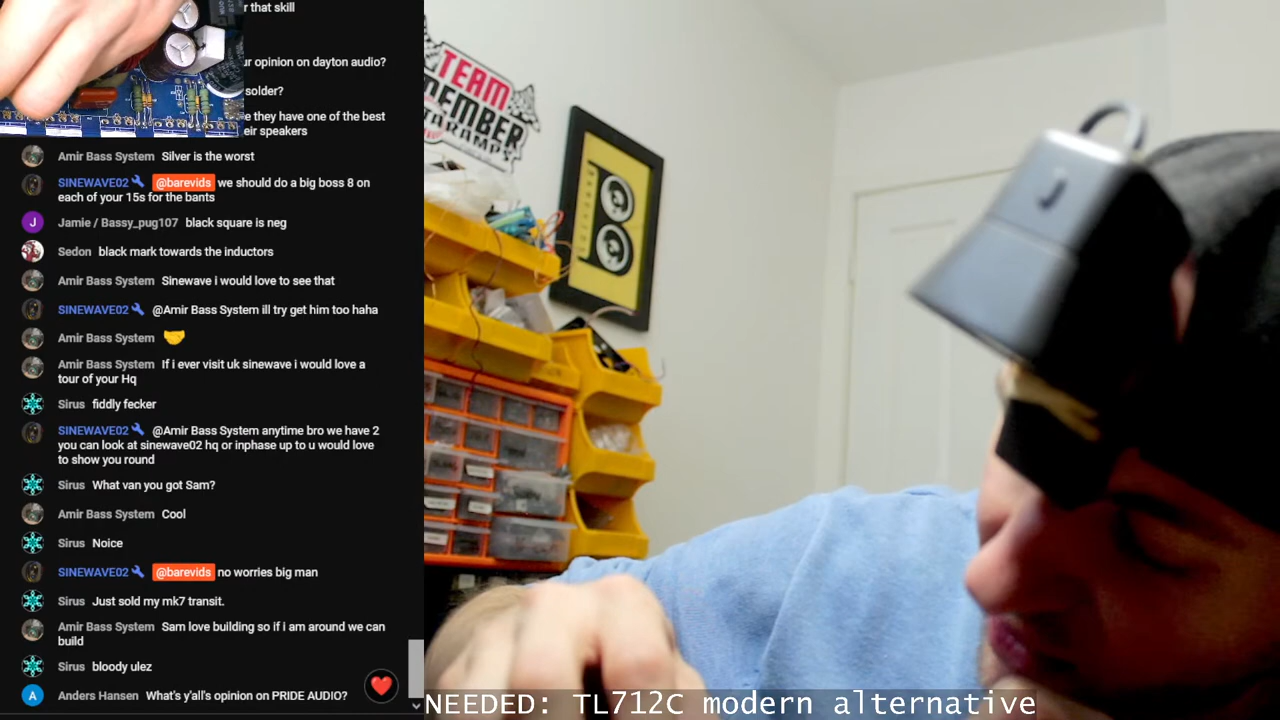 r that skill
ur opinion on dayton audio?
solder?
e they have one of the best
eir speakers
Amir Bass System Silver is the worst
SINEWAVE02 @barevids we should do a big boss 8 on
each of your 15s for the bants
J Jamie / Bassy_pug107 black square is neg
Sedon black mark towards the inductors
Amir Bass System Sinewave i would love to see that
SINEWAVE02 @Amir Bass System ill try get him too haha
Amir Bass System
Amir Bass System If i ever visit uk sinewave i would love a
tour of your Hq
Sirus fiddly fecker
SINEWAVE02 @Amir Bass System anytime bro we have 2
you can look at sinewave02 hq or inphase up to u would love
to show you round
Sirus What van you got Sam?
Amir Bass System Cool
Sirus Noice
SINEWAVE02 @barevids no worries big man
Sirus Just sold my mk7 transit.
Amir Bass System Sam love building so if i am around we can
build
Sirus bloody ulez
A Anders Hansen What's y'all's opinion on PRIDE AUDIO?
TEAM
MEMBER
TARAMPS
NEEDED: TL712C modern alternative